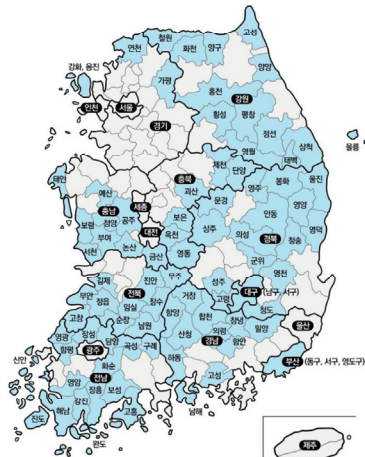 고성
철원
연천
화천
양구
강화, 옹진
가평
양양
홍천
인천
서울
강원
경기
횡성
평창
정선
울릉
영월
삼척
태백
제천
단양
태안
충북
영주
봉화
울진
예산
괴산
문경
충남
세종
안동
영양
청양
공주
보은
보령
대전
상주
의성
경북
영덕
부여
옥천
청송
서천
논산
금산
영동
군위
영천
김제
무주
성주
대구 (남구, 서구)
진안
전북
거창
고령
부안
정읍
임실
장수
청도
고창
순창
함양
합천
창녕
울산
영광
장성
남원
의령
밀양
신안
담양
산청
경남
함안
함평
광주
곡성
구례
부산 (동구, 서구, 영도구)
화순
하동
전남
고성
영암
장흥
보성
강진
진도
해남
고흥
남해
완도
제주